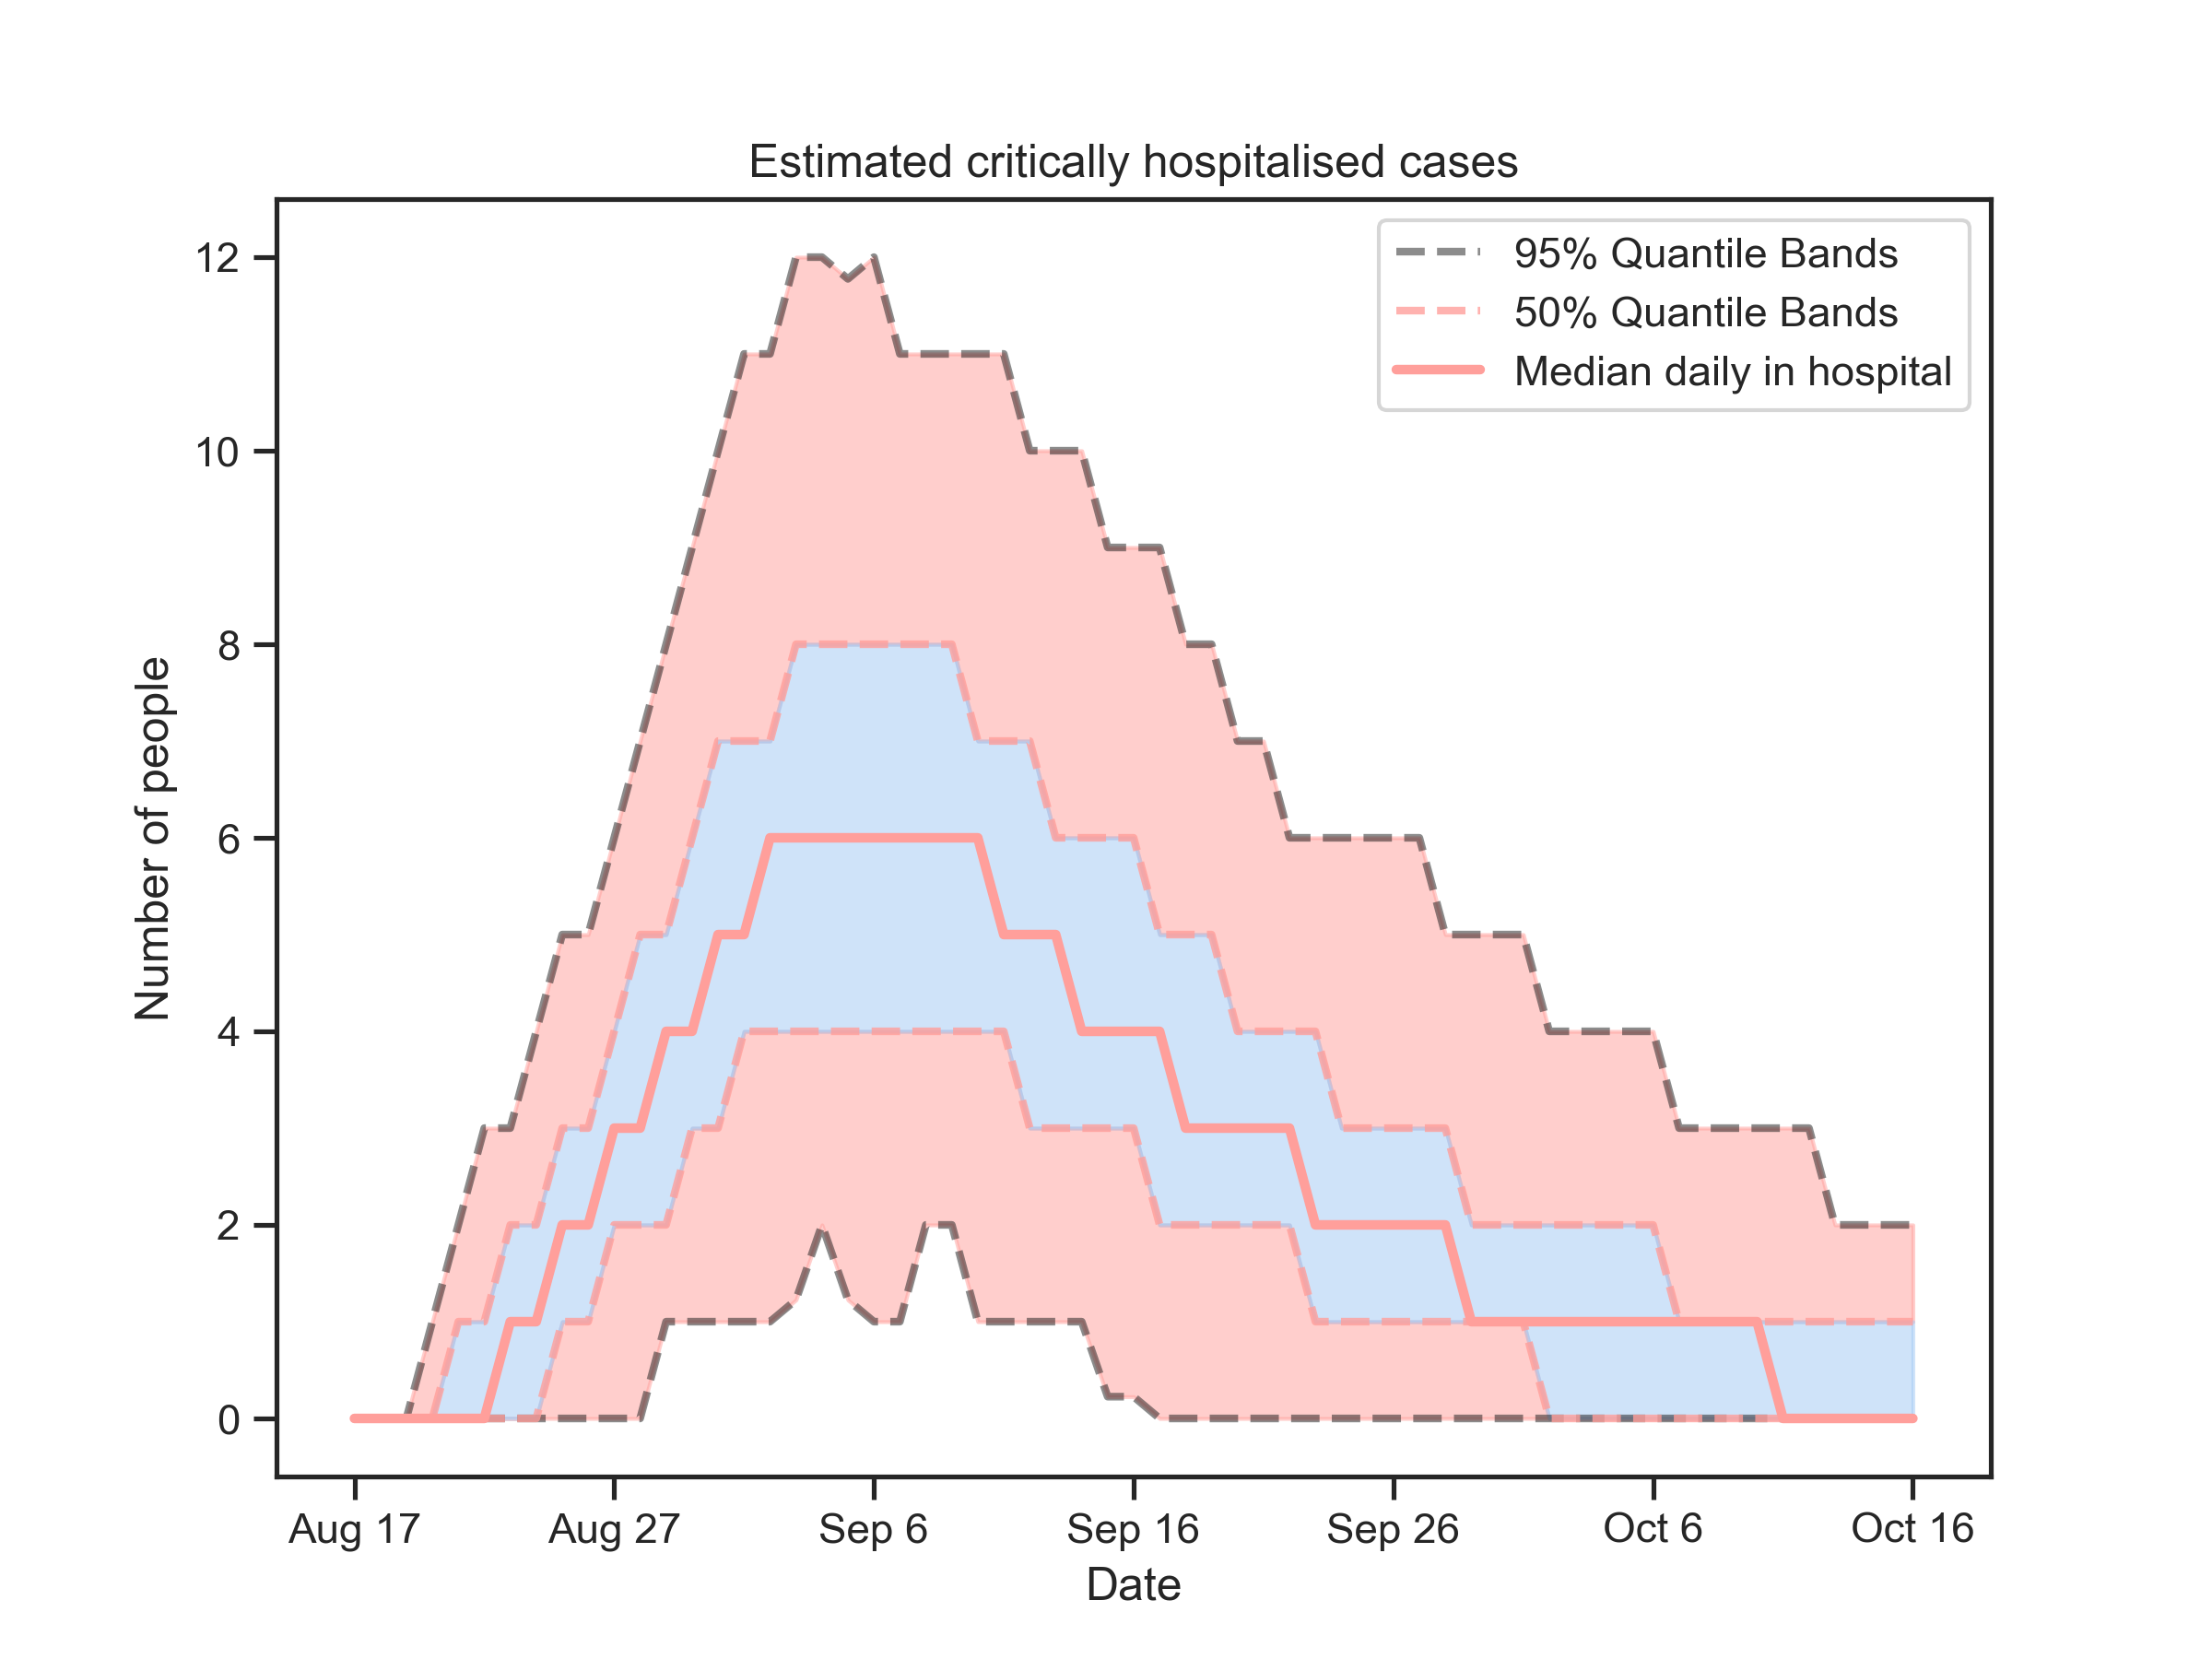 Estimated critically hospitalised cases
95% Quantile Bands
50% Quantile Bands
Median daily in hospital
12
10
8
6
4
2
0
Number of people
Aug 17 Aug 27 Sep 6 Sep 16 Sep 26 Oct 6 Oct 16
Date